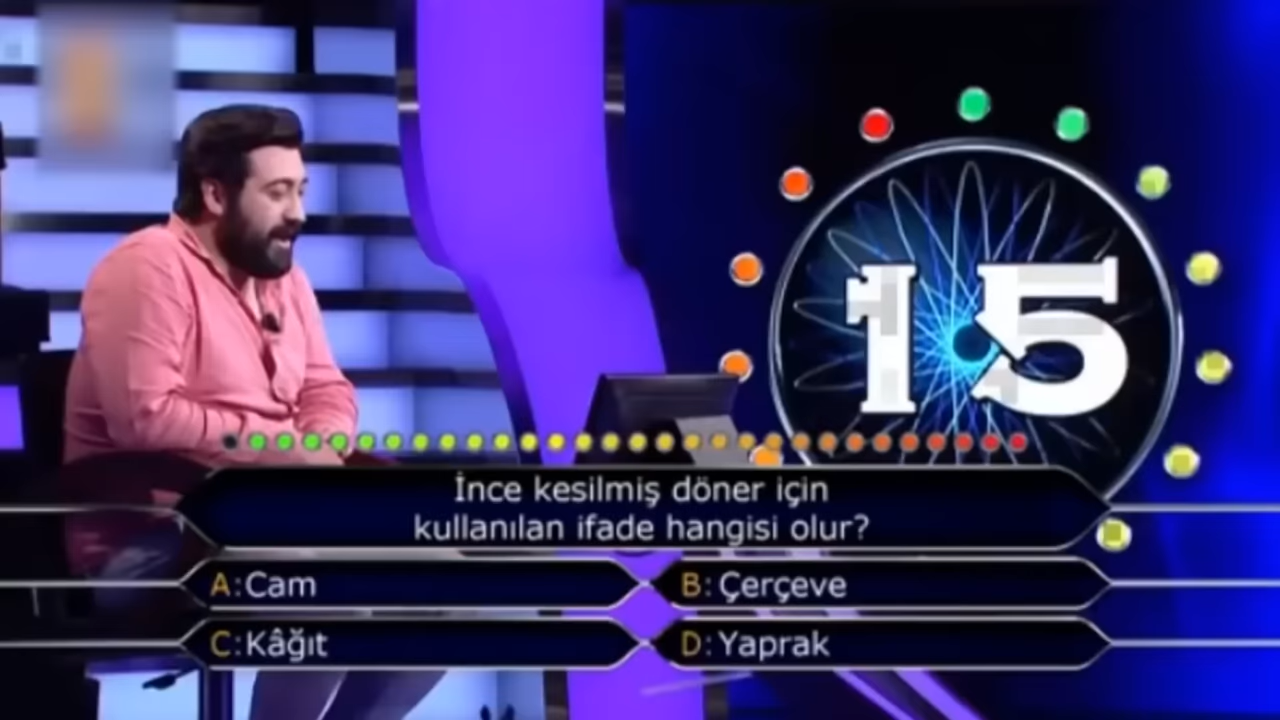 15
İnce kesilmiş döner için
kullanılan ifade hangisi olur?
A: Cam
B: Çerçeve
C: Kâğıt
D: Yaprak